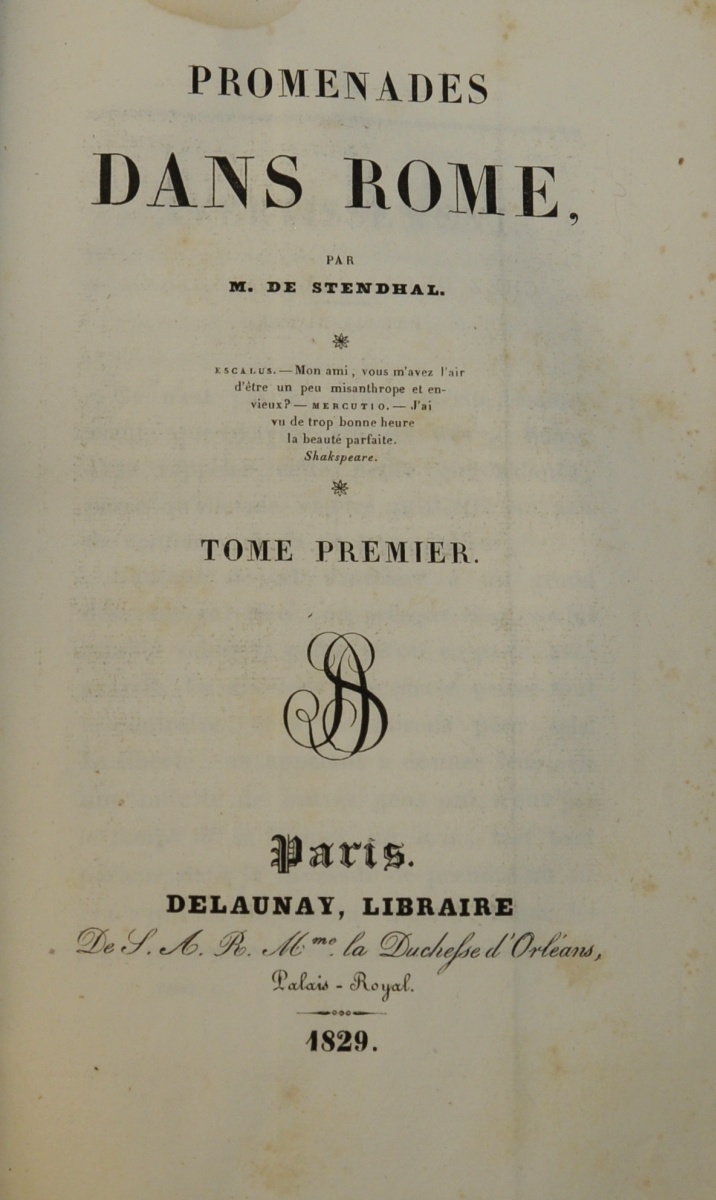 PROMENADES
DANS ROME,
PAR
M. DE STENDHAL.
ESCALUS. — Mon ami, vous m'avez l'air
d'être un peu misanthrope et en-
vieux? — MERCUTIO. — J'ai
vu de trop bonne heure
la beauté parfaite.
Shakspeare.
TOME PREMIER.
Paris.
DELAUNAY, LIBRAIRE
De S. A. R. Mme. la Duchesse d'Orléans,
Palais-Royal.
1829.